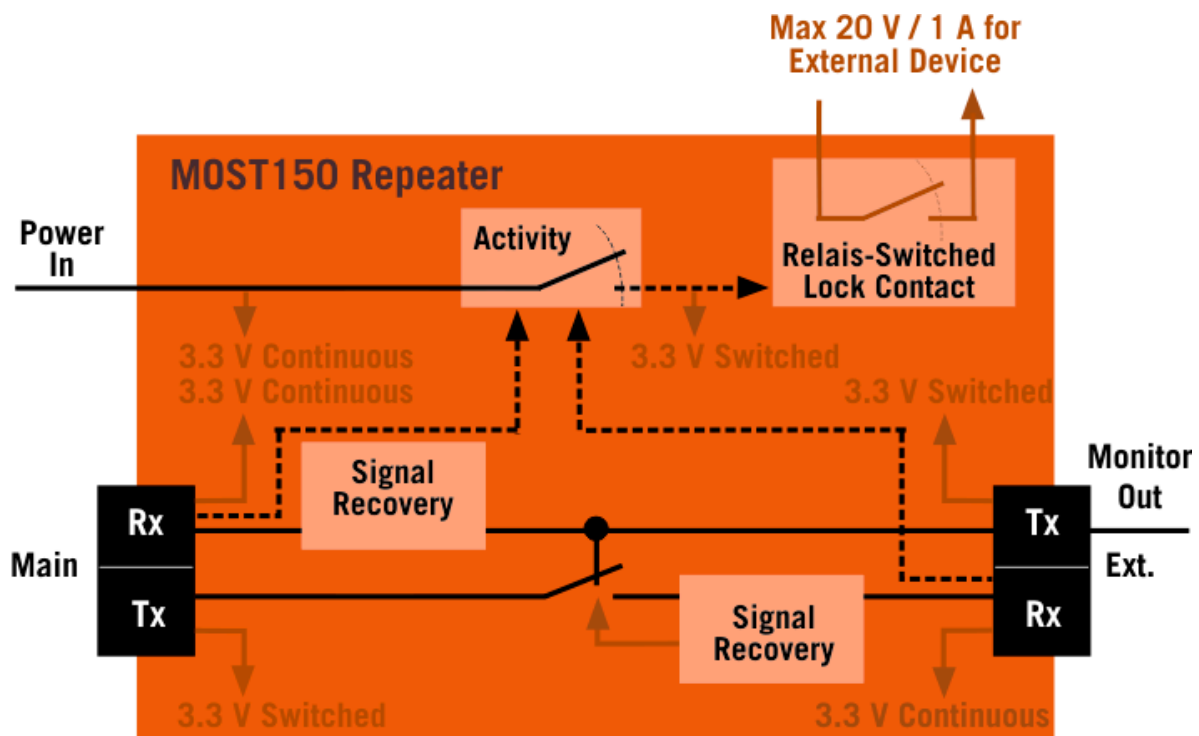 Max 20 V / 1 A for
External Device
MOST150 Repeater
Power
In
Activity
Relais-Switched
Lock Contact
3.3 V Continuous
3.3 V Switched
3.3 V Continuous
3.3 V Switched
Signal
Recovery
Monitor
Out
Rx
Tx
Main
Ext.
Tx
Rx
Signal
Recovery
3.3 V Switched
3.3 V Continuous